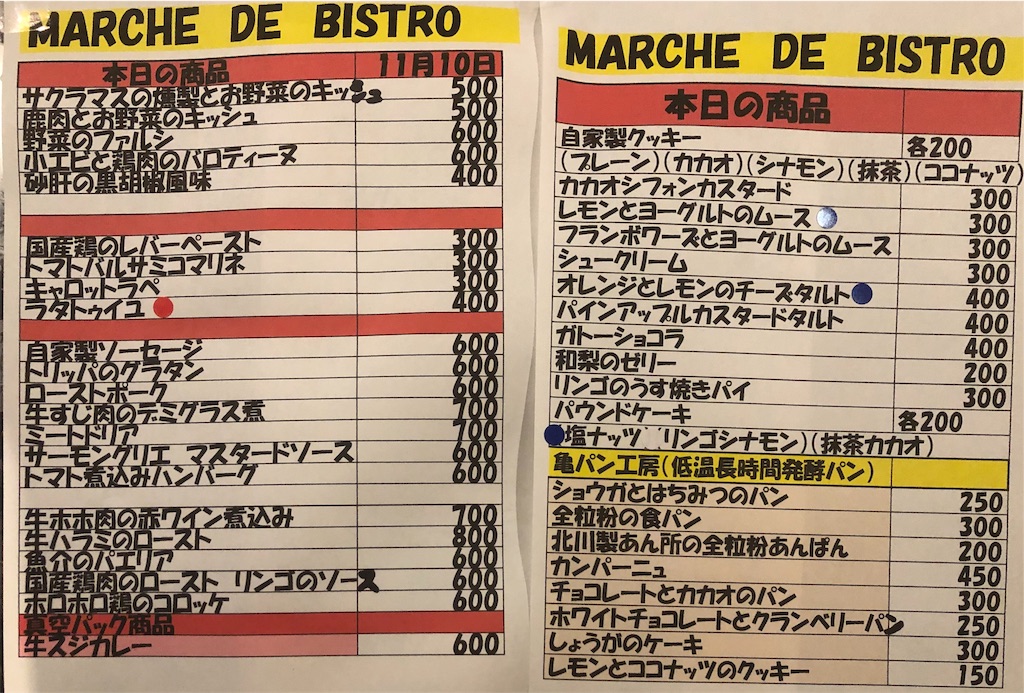 MARCHE DE BISTRO
本日の商品 11月10日
サクラマスの燻製とお野菜のキッシュ 500
鹿肉とお野菜のキッシュ 500
野菜のファルシ 600
小エビと鶏肉のバロティーヌ 600
砂肝の黒胡椒風味 400
国産鶏のレバーペースト 300
トマトバルサミコマリネ 300
キャロットラペ 300
ラタトゥイユ 400
自家製ソーセージ 600
トリッパのグラタン 600
ローストポーク 600
牛すじ肉のデミグラス煮 700
ミートドリア 700
サーモングリエ マスタードソース 600
トマト煮込みハンバーグ 600
牛ホホ肉の赤ワイン煮込み 700
牛ハラミのロースト 800
魚介のパエリア 600
国産鶏肉のロースト リンゴのソース 600
ホロホロ鶏のコロッケ 600
真空パック商品
牛スジカレー 600
MARCHE DE BISTRO
本日の商品
自家製クッキー 各200
(プレーン)(カカオ)(シナモン)(抹茶)(ココナッツ)
カカオシフォンカスタード 300
レモンとヨーグルトのムース 300
フランボワーズとヨーグルトのムース 300
シュークリーム 300
オレンジとレモンのチーズタルト 400
パインアップルカスタードタルト 400
ガトーショコラ 400
和梨のゼリー 200
リンゴのうす焼きパイ 300
パウンドケーキ 各200
塩ナッツ リンゴシナモン)(抹茶カカオ)
亀パン工房(低温長時間発酵パン)
ショウガとはちみつのパン 250
全粒粉の食パン 300
北川製あん所の全粒粉あんぱん 200
カンパーニュ 450
チョコレートとカカオのパン 300
ホワイトチョコレートとクランベリーパン 250
しょうがのケーキ 300
レモンとココナッツのクッキー 150